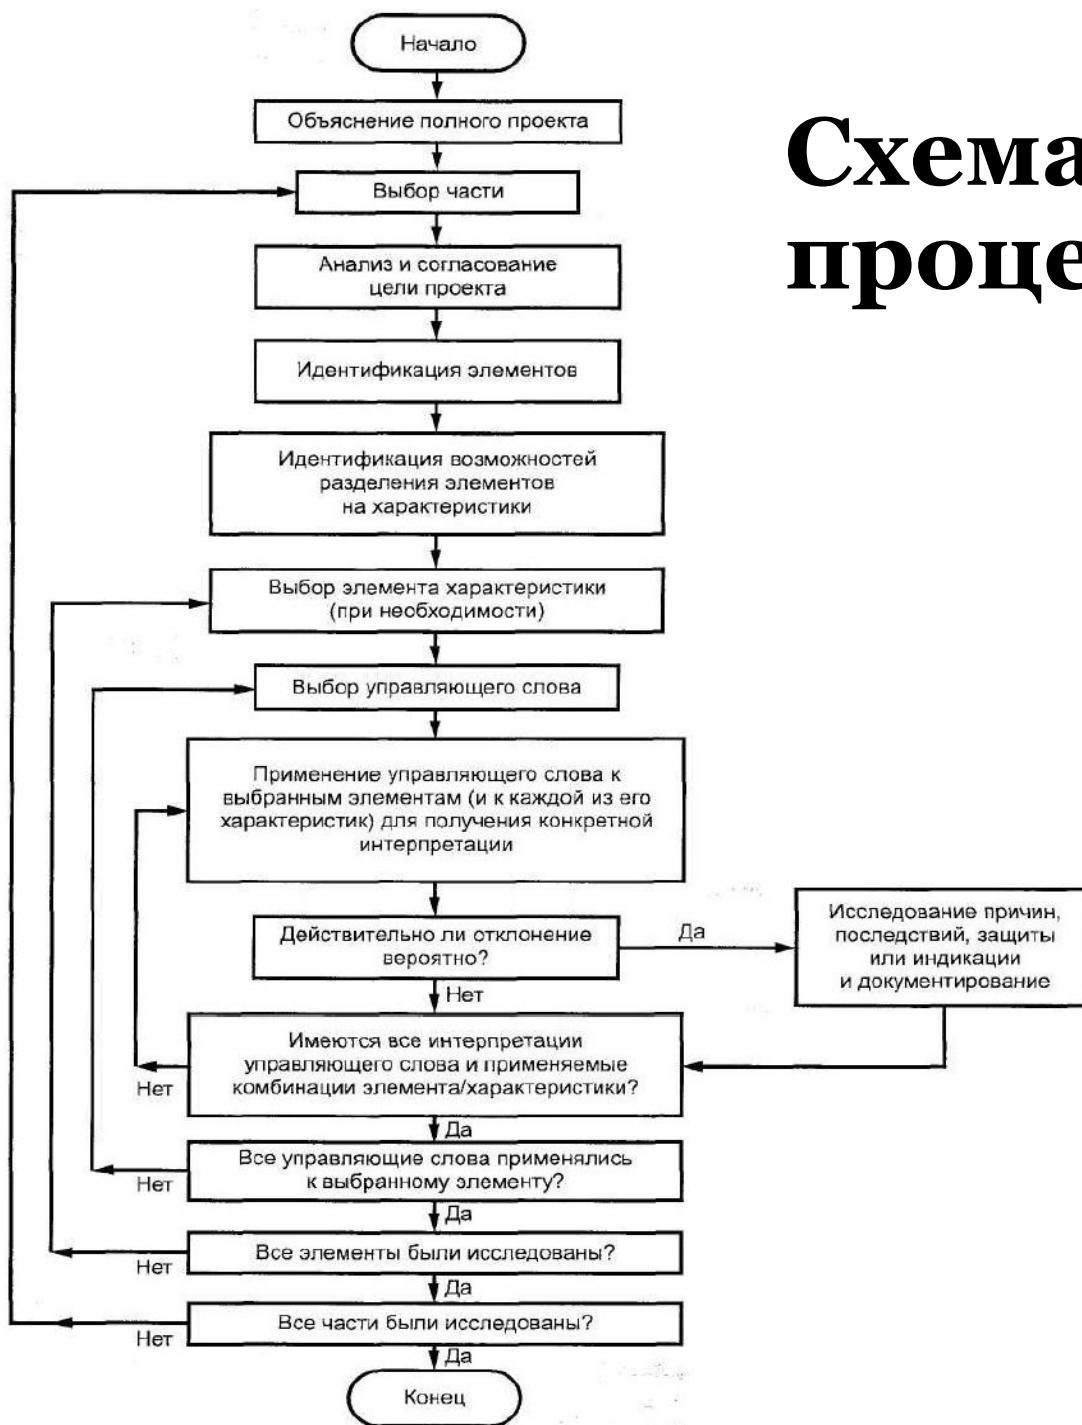 Начало
Объяснение полного проекта
Выбор части
Анализ и согласование
цели проекта
Идентификация элементов
Идентификация возможностей
разделения элементов
на характеристики
Выбор элемента характеристики
(при необходимости)
Выбор управляющего слова
Применение управляющего слова к
выбранным элементам (и к каждой из его
характеристик) для получения конкретной
интерпретации
Действительно ли отклонение
вероятно?
Да
Исследование причин,
последствий, защиты
или индикации
и документирование
Нет
Имеются все интерпретации
управляющего слова и применяемые
комбинации элемента/характеристики?
Нет
Да
Все управляющие слова применялись
к выбранному элементу?
Нет
Да
Все элементы были исследованы?
Нет
Да
Все части были исследованы?
Нет
Да
Конец
Схема
проце